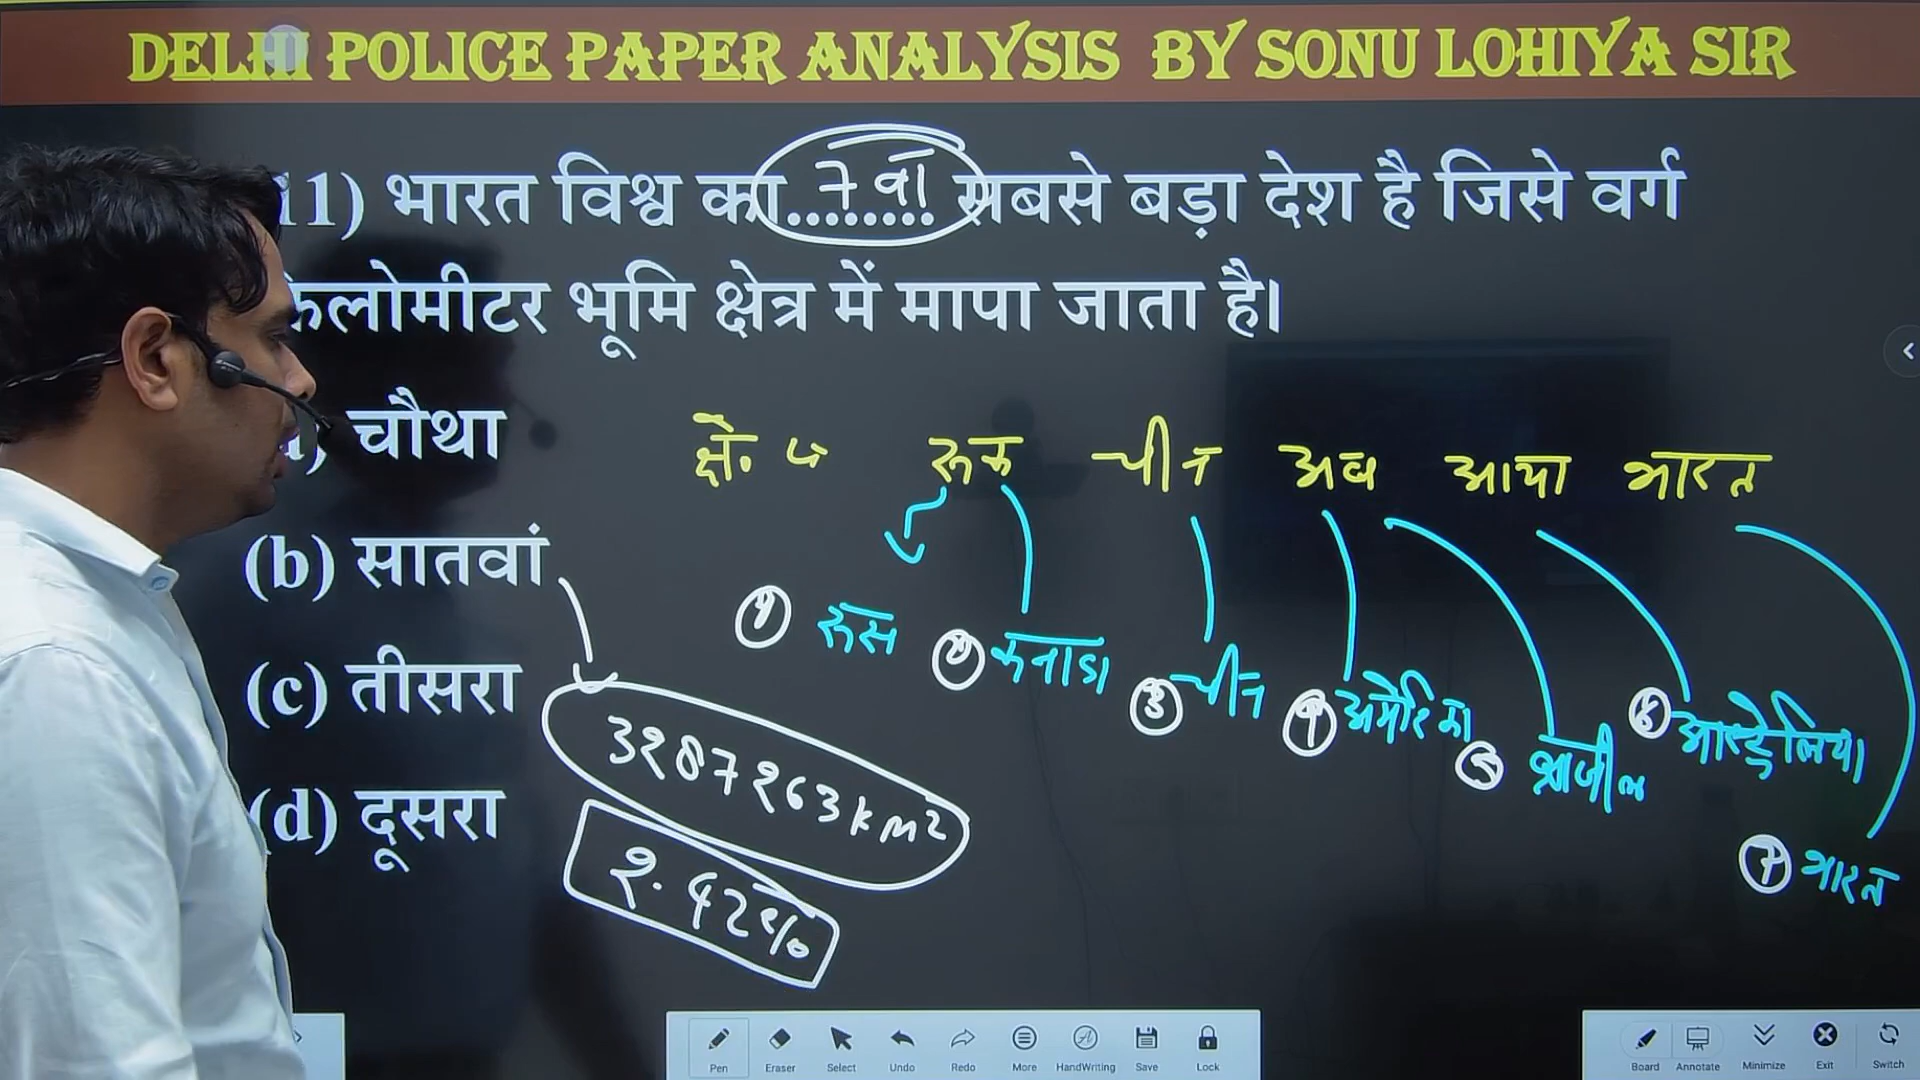 DELHI POLICE PAPER ANALYSIS BY SONU LOHIYA SIR
11) भारत विश्व का ........ सबसे बड़ा देश है जिसे वर्ग
7 वां
किलोमीटर भूमि क्षेत्र में मापा जाता है।
चौथा
(b) सातवां
(c) तीसरा
(d) दूसरा
क्षे॰ रूक चीन अब आया भारत
① रूस ② कनाडा ③ चीन ④ अमेरिका ⑤ ब्राजील ⑥ आस्ट्रेलिया
⑦ भारत
3287263 km²
2.42%
Pen Eraser Select Undo Redo More HandWriting Save Lock
Board Annotate Minimize Exit Switch